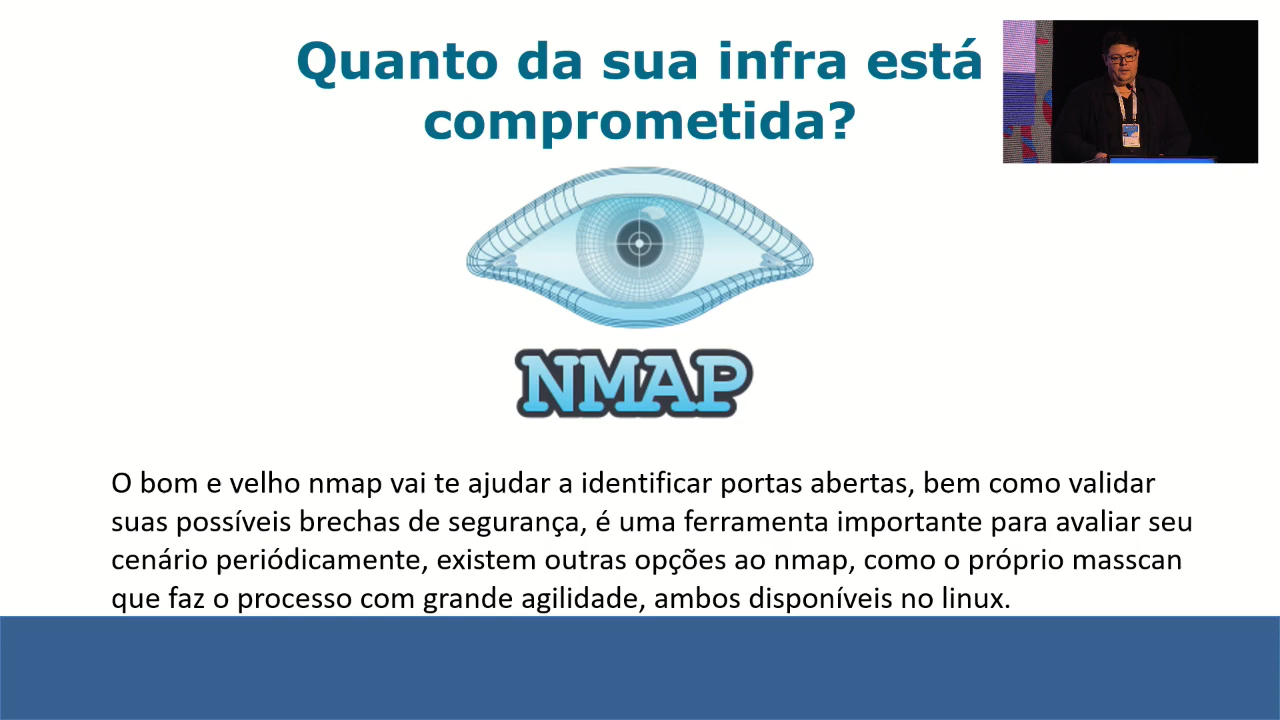 Quanto da sua infra está
comprometida?
NMAP
O bom e velho nmap vai te ajudar a identificar portas abertas, bem como validar
suas possíveis brechas de segurança, é uma ferramenta importante para avaliar seu
cenário periódicamente, existem outras opções ao nmap, como o próprio masscan
que faz o processo com grande agilidade, ambos disponíveis no linux.